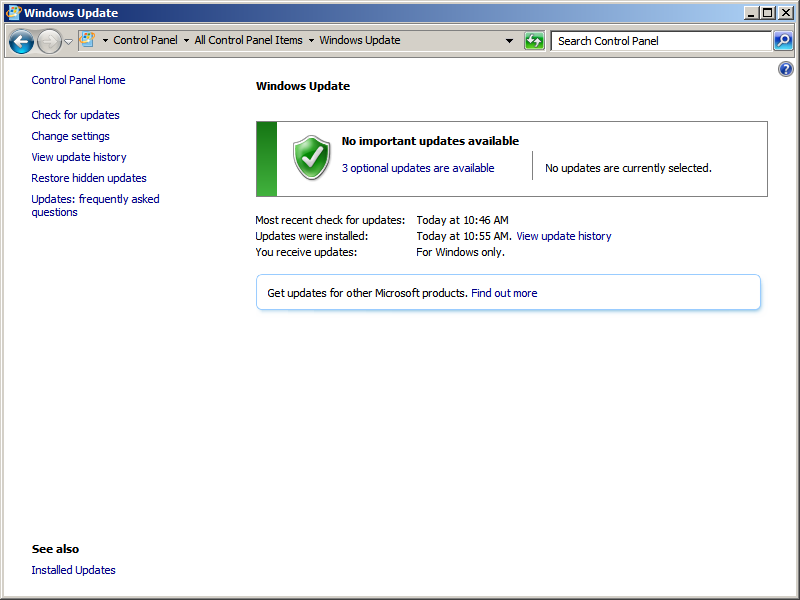 Windows Update
Control Panel
All Control Panel Items
Windows Update
Search Control Panel
Control Panel Home
Check for updates
Change settings
View update history
Restore hidden updates
Updates: frequently asked
questions
Windows Update
No important updates available
3 optional updates are available
No updates are currently selected.
Most recent check for updates: Today at 10:46 AM
Updates were installed: Today at 10:55 AM. View update history
You receive updates: For Windows only.
Get updates for other Microsoft products. Find out more
See also
Installed Updates